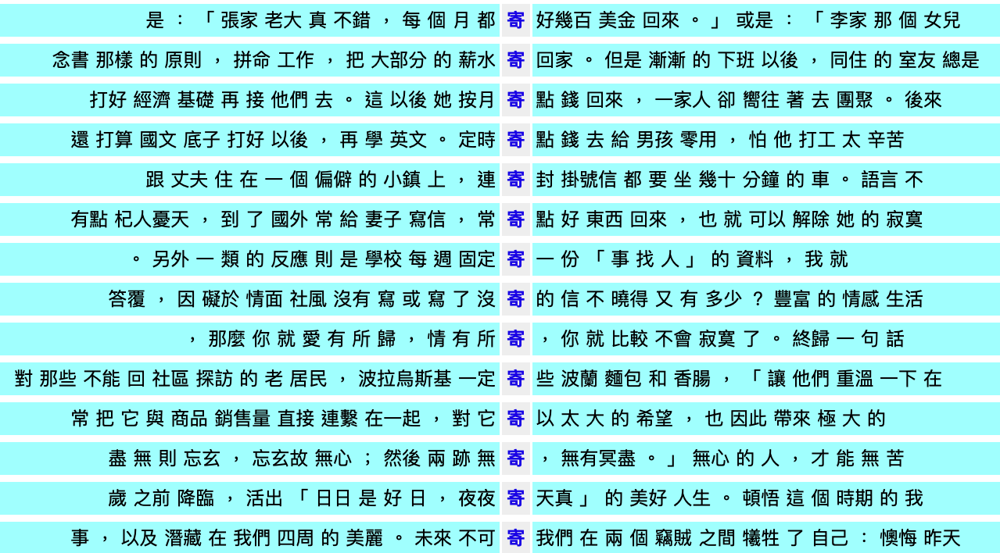 是 ： 「 張家 老大 真 不錯 ， 每 個 月 都 寄 好幾百 美金 回來 。 」 或是 ： 「 李家 那 個 女兒
念書 那樣 的 原則 ， 拼命 工作 ， 把 大部分 的 薪水 寄 回家 。 但是 漸漸 的 下班 以後 ， 同住 的 室友 總是
打好 經濟 基礎 再 接 他們 去 。 這 以後 她 按月 寄 點 錢 回來 ， 一家人 卻 嚮往 著 去 團聚 。 後來
還 打算 國文 底子 打好 以後 ， 再 學 英文 。 定時 寄 點 錢 去 給 男孩 零用 ， 怕 他 打工 太 辛苦
跟 丈夫 住 在 一 個 偏僻 的 小鎮 上 ， 連 寄 封 掛號信 都 要 坐 幾十 分鐘 的 車 。 語言 不
有點 杞人憂天 ， 到 了 國外 常 給 妻子 寫信 ， 常 寄 點 好 東西 回來 ， 也 就 可以 解除 她 的 寂寞
。 另外 一 類 的 反應 則 是 學校 每 週 固定 寄 一 份 「 事 找 人 」 的 資料 ， 我 就
答覆 ， 因 礙於 情面 社風 沒有 寫 或 寫 了 沒 寄 的 信 不 曉得 又 有 多少 ？ 豐富 的 情感 生活
， 那麼 你 就 愛 有 所 歸 ， 情 有 所 寄 ， 你 就 比較 不會 寂寞 了 。 終歸 一 句 話
對 那些 不能 回 社區 探訪 的 老 居民 ， 波拉烏斯基 一定 寄 些 波蘭 麵包 和 香腸 ， 「 讓 他們 重溫 一下 在
常 把 它 與 商品 銷售量 直接 連繫 在一起 ， 對 它 寄 以 太 大 的 希望 ， 也 因此 帶來 極 大 的
盡 無 則 忘玄 ， 忘玄故 無心 ； 然後 兩 跡 無 寄 ， 無有冥盡 。 」 無心 的 人 ， 才 能 無 苦
歲 之前 降臨 ， 活出 「 日日 是 好 日 ， 夜夜 寄 天真 」 的 美好 人生 。 頓悟 這 個 時期 的 我
事 ， 以及 潛藏 在 我們 四周 的 美麗 。 未來 不可 寄 我們 在 兩 個 竊賊 之間 犧牲 了 自己 ： 懊悔 昨天